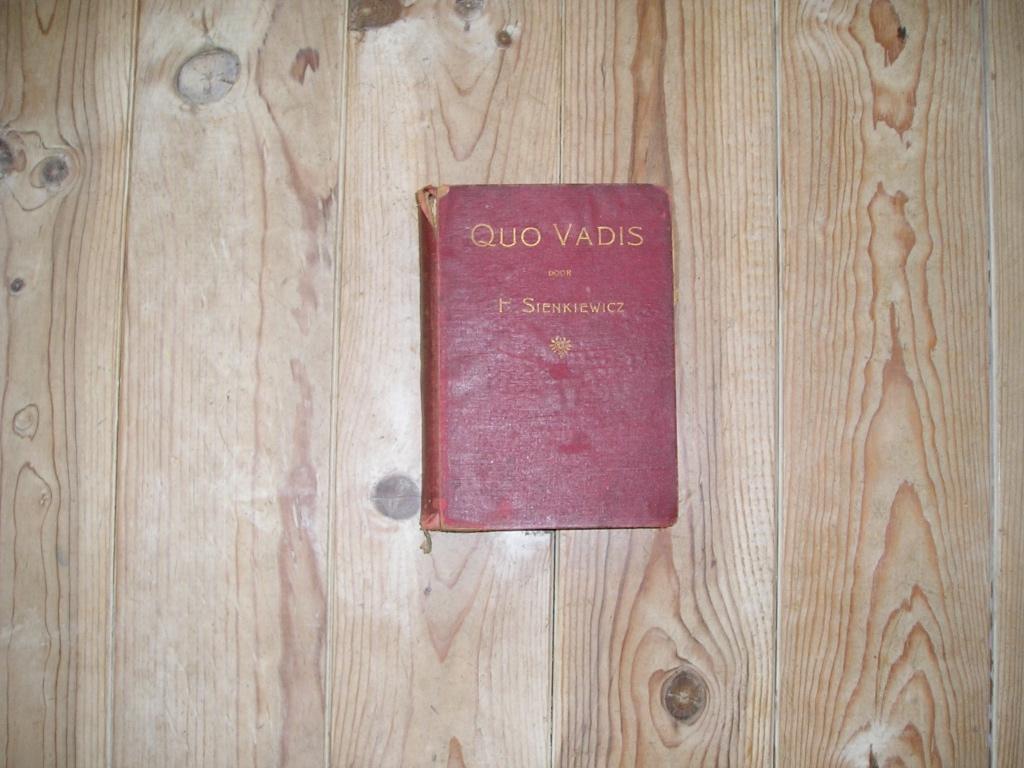 QUO VADIS
DOOR
H. SIENKIEWICZ